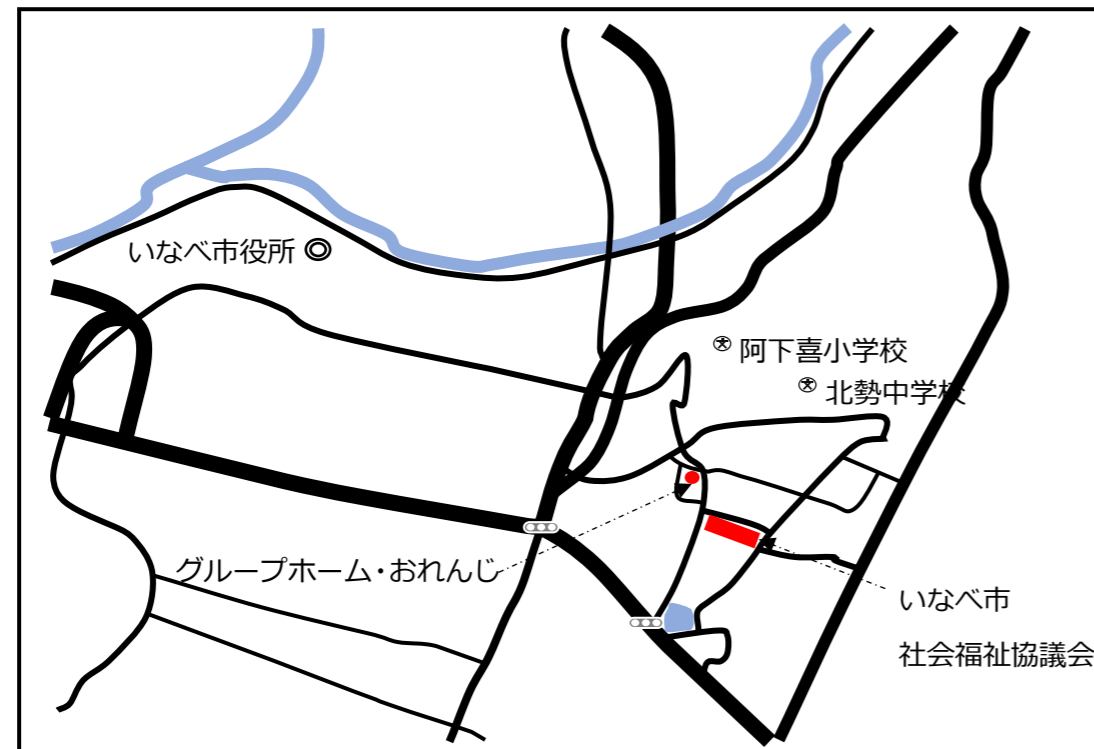 いなべ市役所
阿下喜小学校
北勢中学校
グループホーム・おれんじ
いなべ市
社会福祉協議会